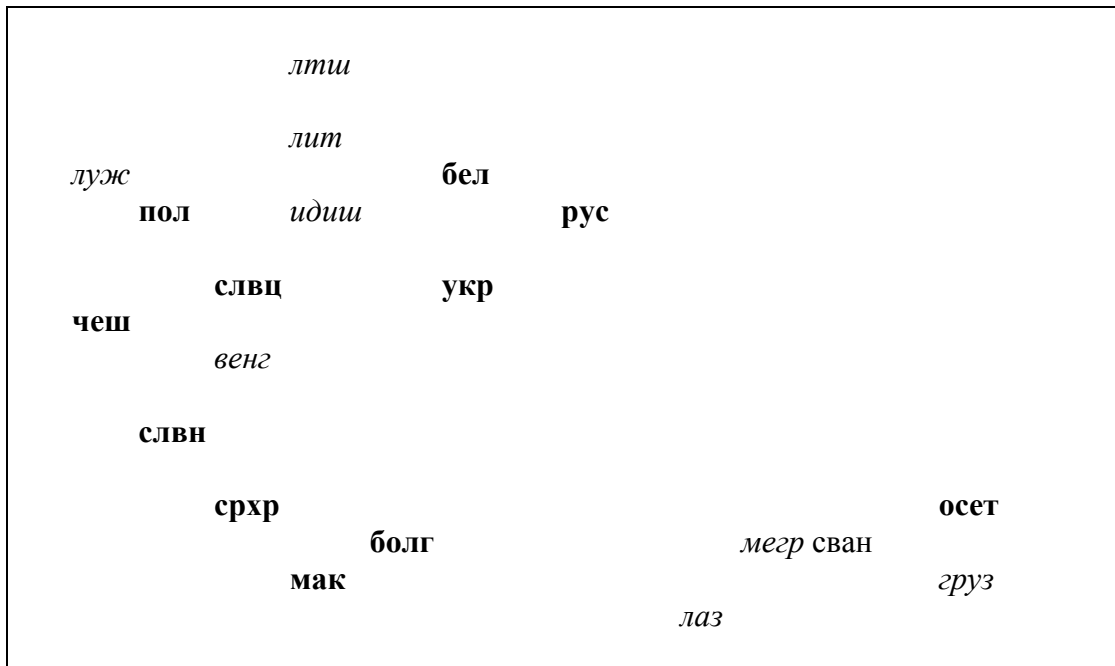 лтш
лит
луж бел
пол идиш рус
слвц укр
чеш
венг
слвн
срхр осет
болг мегр сван
мак груз
лаз